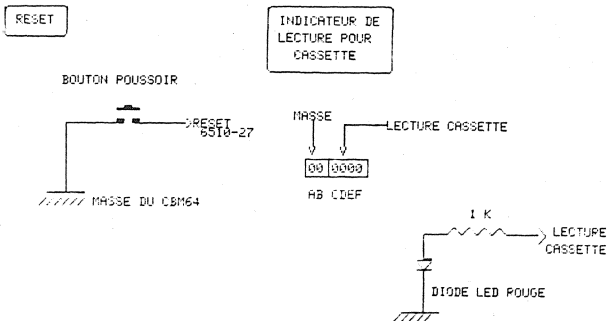 RESET
INDICATEUR DE
LECTURE POUR
CASSETTE
BOUTON POUSSOIR
RESET
6510-27
MASSE DU CBM64
MASSE
LECTURE CASSETTE
00 0000
AB CDEF
1 K
LECTURE
CASSETTE
DIODE LED ROUGE